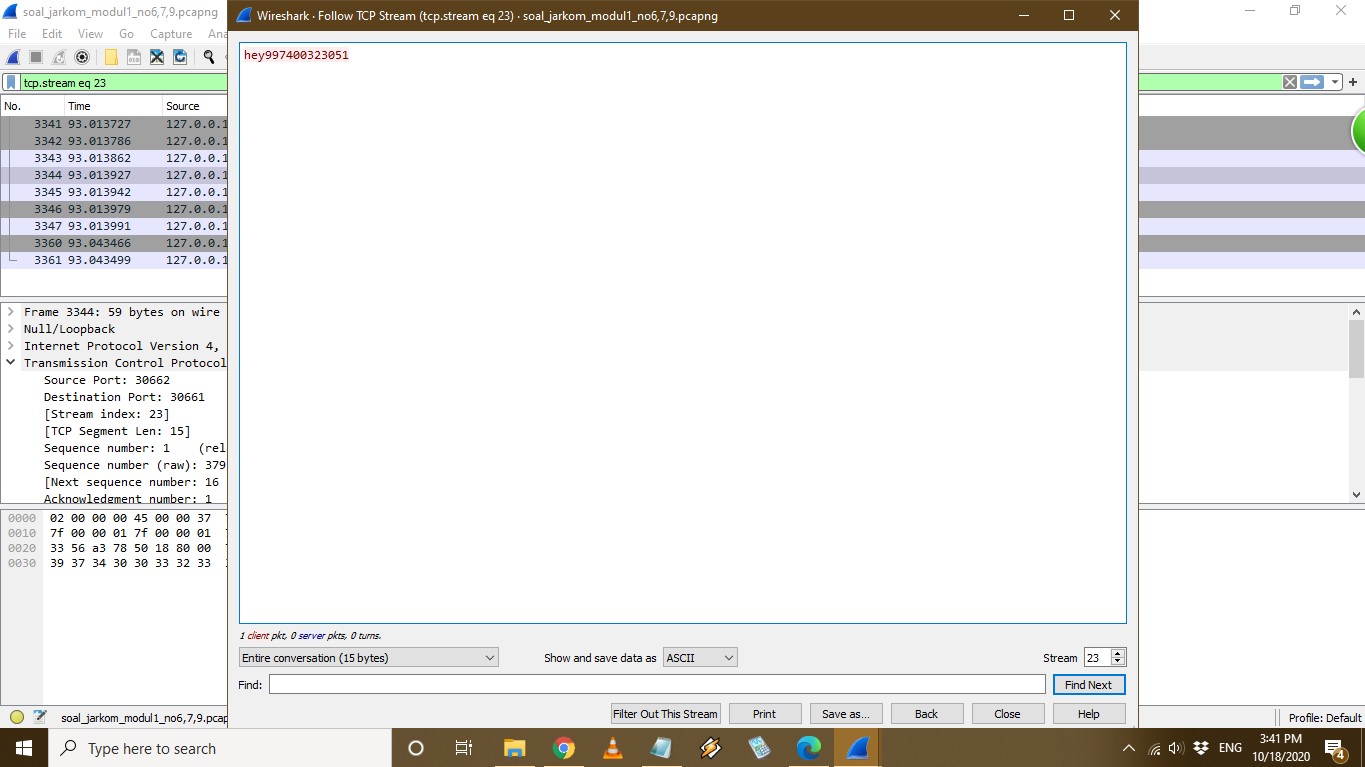 soal_jarkom_modul1_no6,7,9.pcapng
Wireshark · Follow TCP Stream (tcp.stream eq 23) · soal_jarkom_modul1_no6,7,9.pcapng
File Edit View Go Capture Ana
tcp.stream eq 23
hey997400323051
No. Time Source
3341 93.013727 127.0.0.1
3342 93.013786 127.0.0.1
3343 93.013862 127.0.0.1
3344 93.013927 127.0.0.1
3345 93.013942 127.0.0.1
3346 93.013979 127.0.0.1
3347 93.013991 127.0.0.1
3360 93.043466 127.0.0.1
3361 93.043499 127.0.0.1
Frame 3344: 59 bytes on wire
Null/Loopback
Internet Protocol Version 4,
Transmission Control Protocol
Source Port: 30662
Destination Port: 30661
[Stream index: 23]
[TCP Segment Len: 15]
Sequence number: 1 (rel
Sequence number (raw): 379
[Next sequence number: 16
Acknowledgment number: 1
0000 02 00 00 00 45 00 00 37
0010 7f 00 00 01 7f 00 00 01
0020 33 56 a3 78 50 18 80 00
0030 39 37 34 30 30 33 32 33
1 client pkt, 0 server pkts, 0 turns.
Entire conversation (15 bytes) Show and save data as ASCII Stream 23
Find: Find Next
Filter Out This Stream Print Save as... Back Close Help
soal_jarkom_modul1_no6,7,9.pcap Profile: Default
Type here to search
ENG
3:41 PM
10/18/2020
4